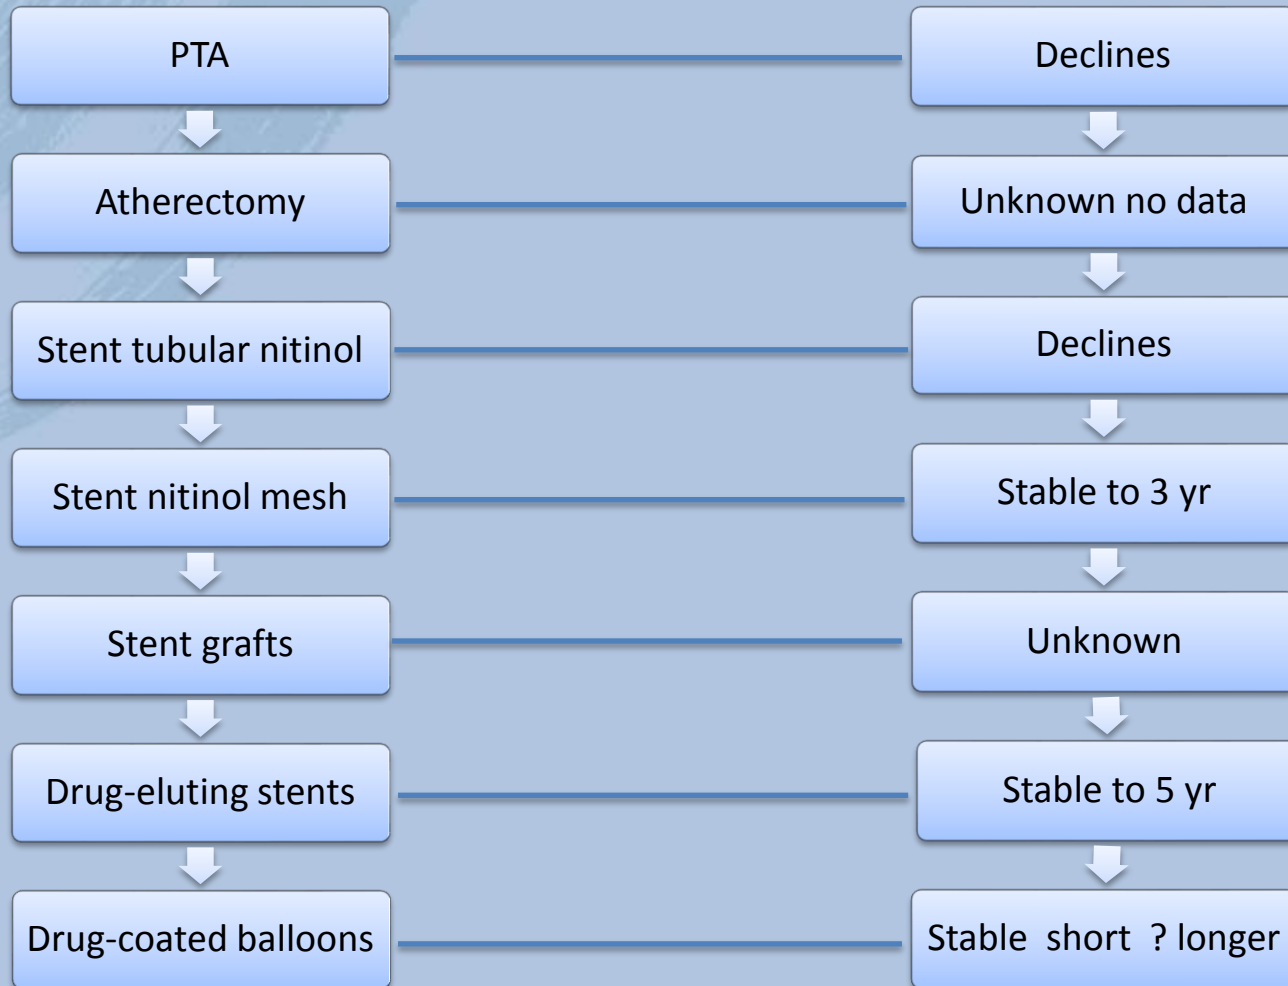 PTA
Declines
Atherectomy
Unknown no data
Stent tubular nitinol
Declines
Stent nitinol mesh
Stable to 3 yr
Stent grafts
Unknown
Drug-eluting stents
Stable to 5 yr
Drug-coated balloons
Stable short ? longer